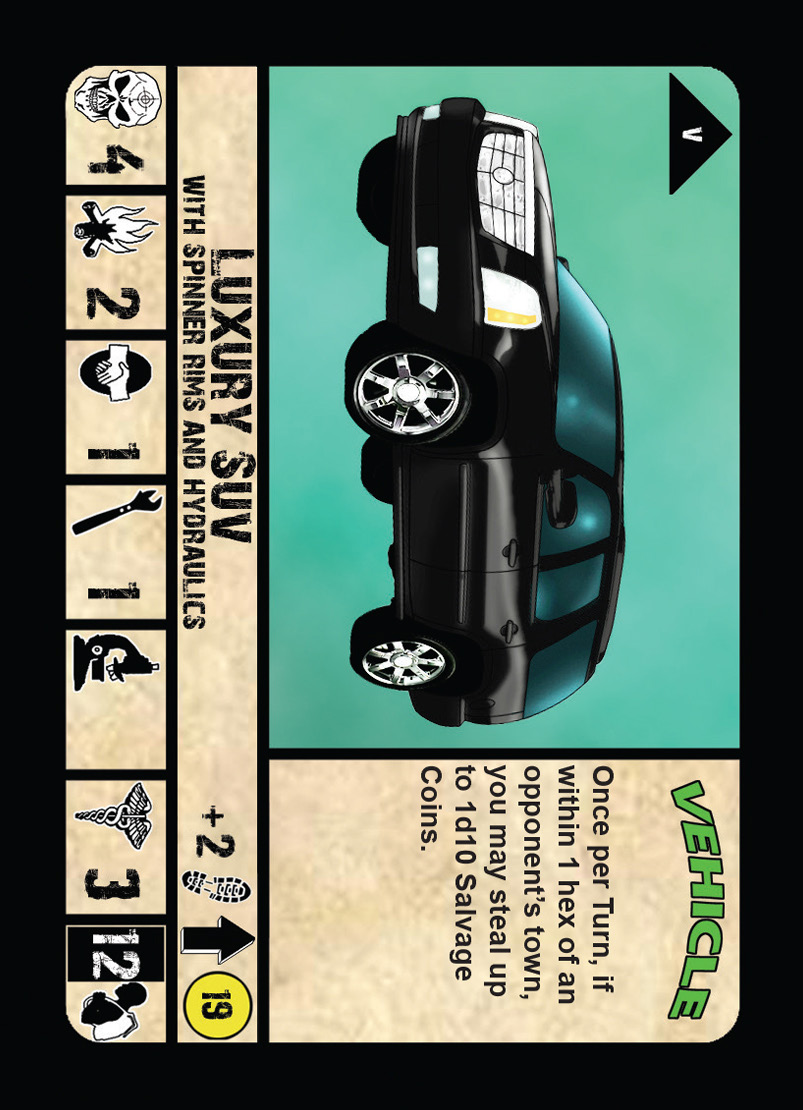 V
VEHICLE
Once per Turn, if
within 1 hex of an
opponent's town,
you may steal up
to 1d10 Salvage
Coins.
LUXURY SUV
WITH SPINNER RIMS AND HYDRAULICS
+2
19
4
2
1
1
3
12